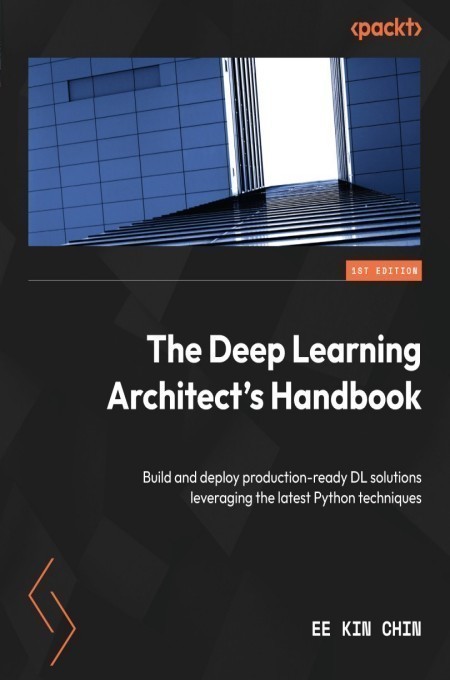 <packt>
1ST EDITION
The Deep Learning
Architect's Handbook
Build and deploy production-ready DL solutions
leveraging the latest Python techniques
EE KIN CHIN